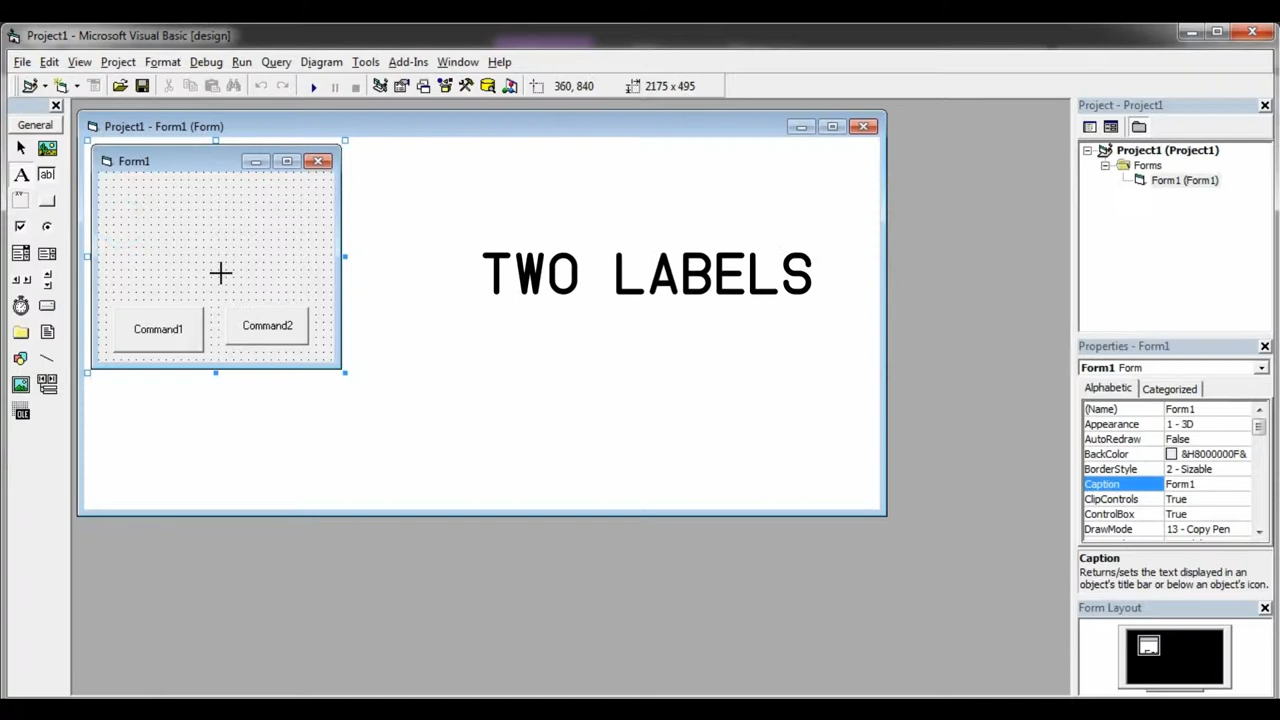 Project1 - Microsoft Visual Basic [design]
File Edit View Project Format Debug Run Query Diagram Tools Add-Ins Window Help
360, 840 2175 x 495
General
A ab|
XY
OLE
Project1 - Form1 (Form)
Form1
Command1 Command2
TWO LABELS
Project - Project1
Project1 (Project1)
Forms
Form1 (Form1)
Properties - Form1
Form1 Form
Alphabetic Categorized
(Name) Form1
Appearance 1 - 3D
AutoRedraw False
BackColor &H8000000F&
BorderStyle 2 - Sizable
Caption Form1
ClipControls True
ControlBox True
DrawMode 13 - Copy Pen
Caption
Returns/sets the text displayed in an
object's title bar or below an object's icon.
Form Layout